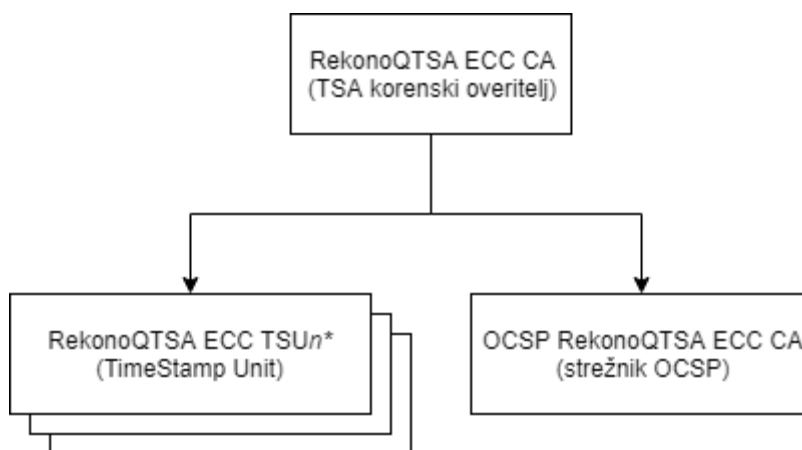 RekonoQTSA ECC CA
(TSA korenski overitelj)
RekonoQTSA ECC TSUn*
(TimeStamp Unit)
OCSP RekonoQTSA ECC CA
(strežnik OCSP)